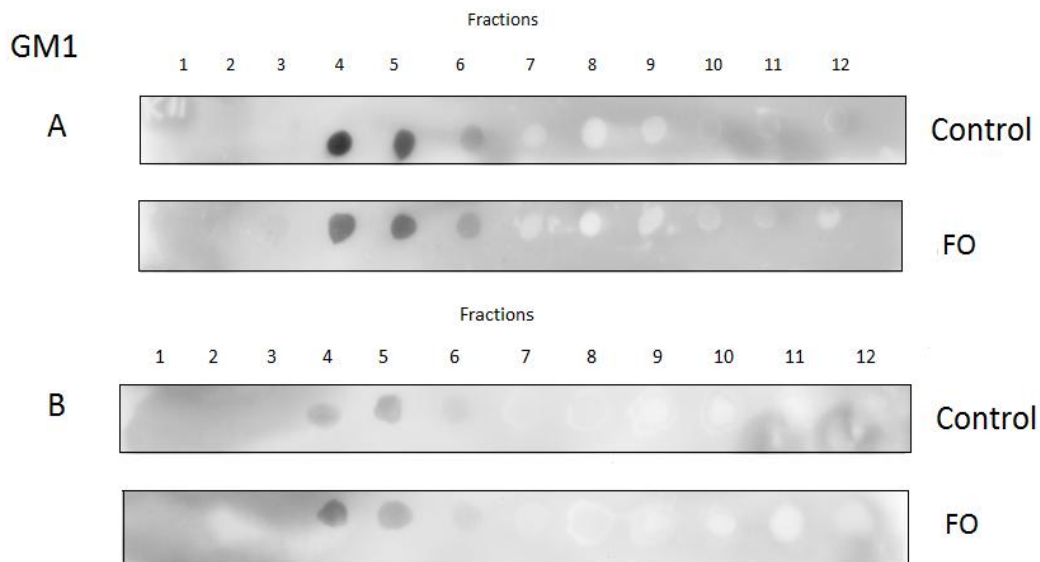 Fractions
GM1
1 2 3 4 5 6 7 8 9 10 11 12
A
Control
FO
Fractions
1 2 3 4 5 6 7 8 9 10 11 12
B
Control
FO